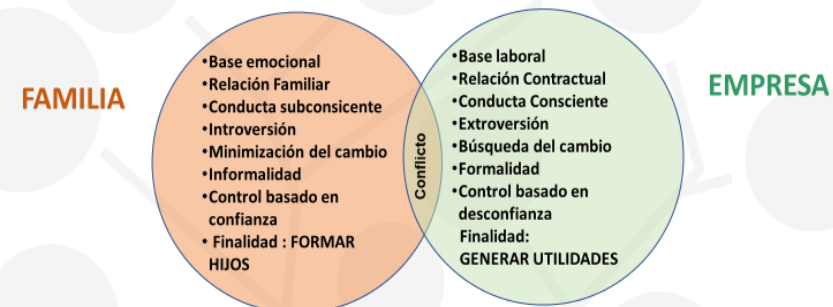 FAMILIA
•Base emocional
•Relación Familiar
•Conducta subconsicente
•Introversión
•Minimización del cambio
•Informalidad
•Control basado en
confianza
• Finalidad : FORMAR
HIJOS
Conflicto
•Base laboral
•Relación Contractual
•Conducta Consciente
•Extroversión
•Búsqueda del cambio
•Formalidad
•Control basado en
desconfianza
Finalidad:
GENERAR UTILIDADES
EMPRESA